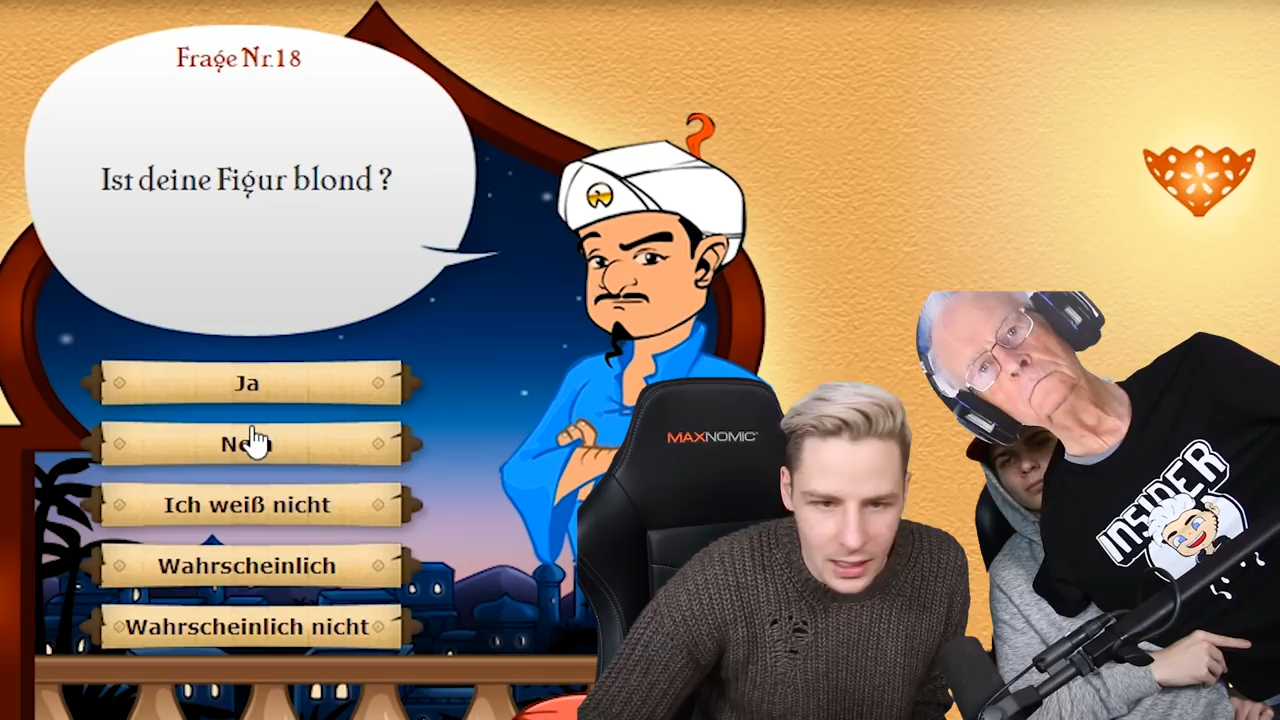 Frage Nr.18
Ist deine Figur blond ?
Ja
Ich weiß nicht
Wahrscheinlich
Wahrscheinlich nicht
MAXNOMIC
INSIDER